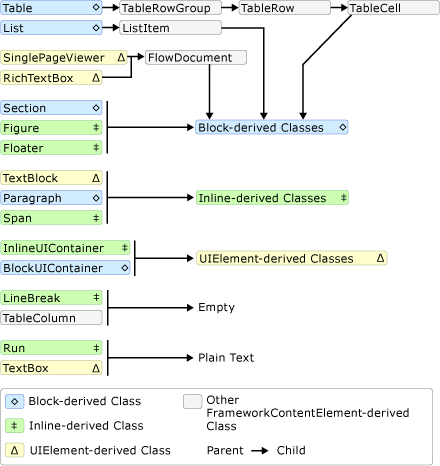 Table ◇ TableRowGroup TableRow TableCell
List ◇ ListItem
SinglePageViewer Δ FlowDocument
RichTextBox Δ
Section ◇
Figure ‡ Block-derived Classes ◇
Floater ‡
TextBlock Δ
Paragraph ◇ Inline-derived Classes ‡
Span ‡
InlineUIContainer ‡
UIElement-derived Classes Δ
BlockUIContainer ◇
LineBreak ‡
Empty
TableColumn
Run ‡
Plain Text
TextBox Δ
◇ Block-derived Class
‡ Inline-derived Class
Δ UIElement-derived Class
Other
FrameworkContentElement-derived
Class
Parent Child